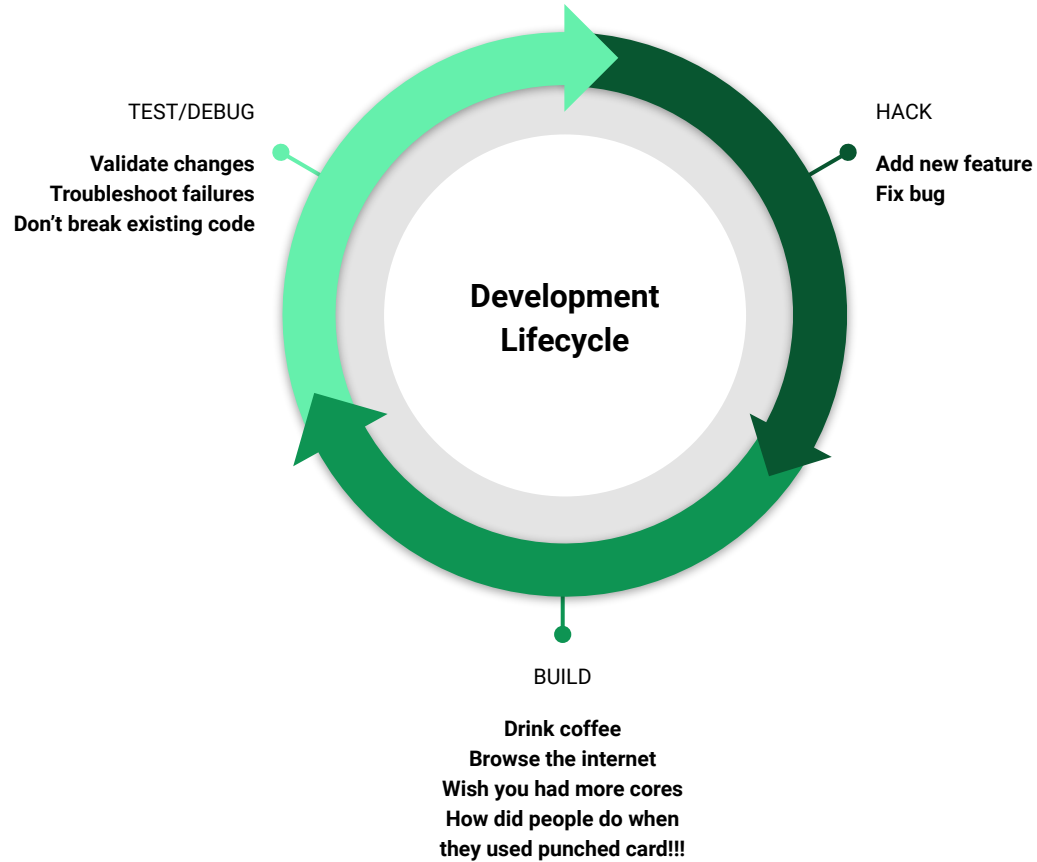 TEST/DEBUG
Validate changes
Troubleshoot failures
Don’t break existing code
HACK
Add new feature
Fix bug
Development
Lifecycle
BUILD
Drink coffee
Browse the internet
Wish you had more cores
How did people do when
they used punched card!!!